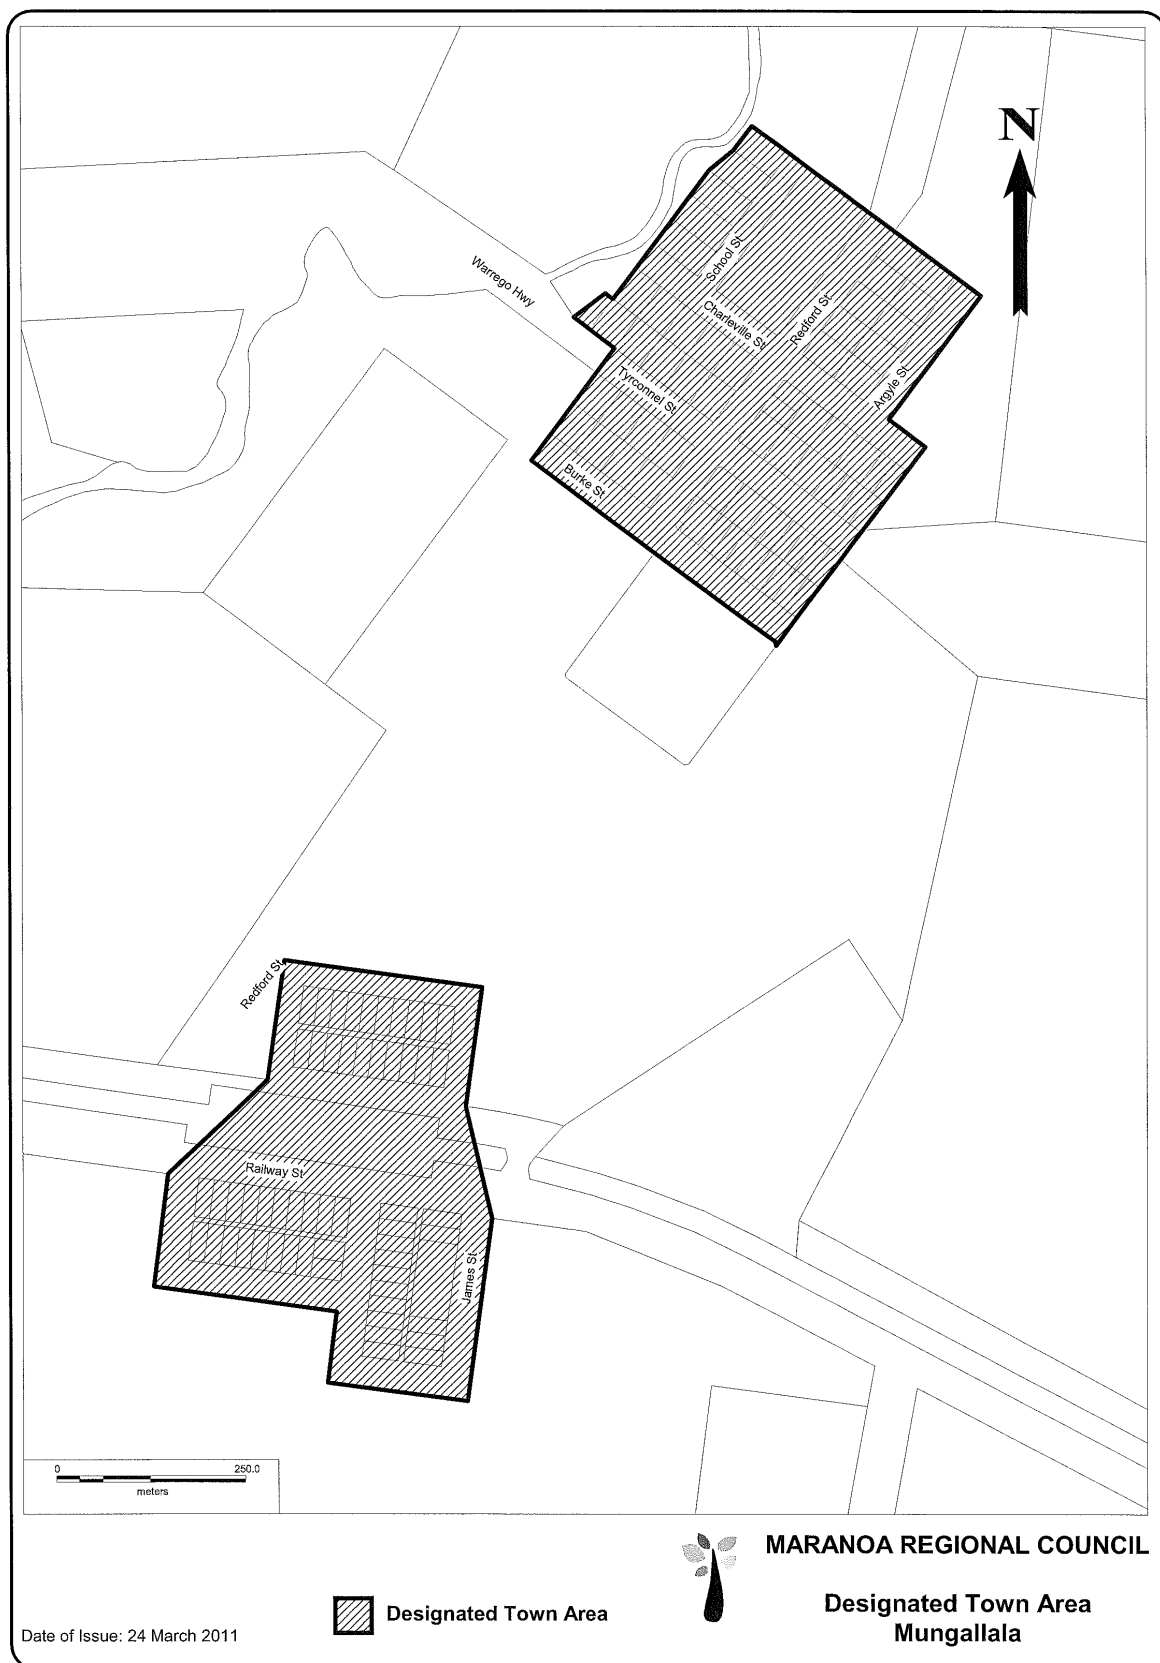 N
School St
Warrego Hwy
Charleville St
Redford St
Tyrconnel St
Argyle St
Burke St
Redford St
Railway St
James St
0 250.0
meters
MARANOA REGIONAL COUNCIL
Designated Town Area
Designated Town Area
Mungallala
Date of Issue: 24 March 2011